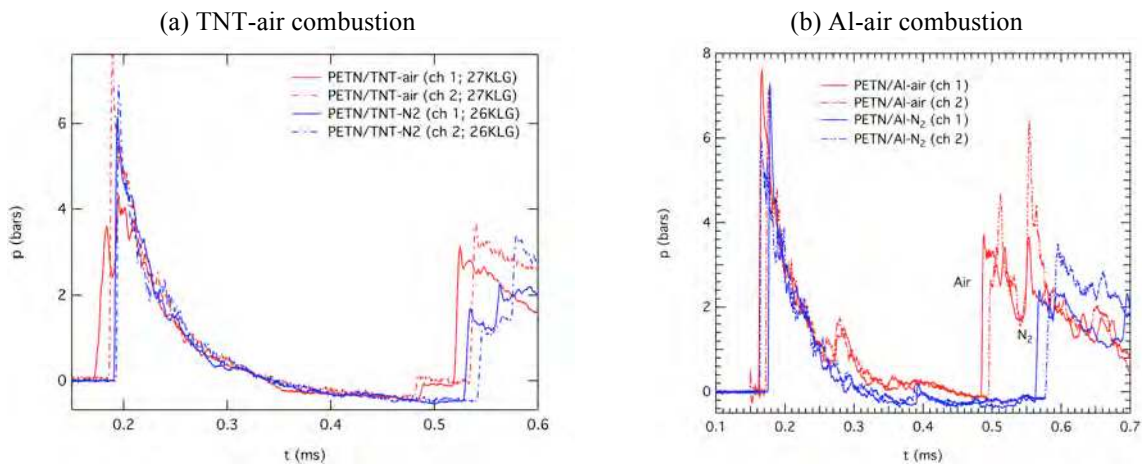 (a) TNT-air combustion
PETN/TNT-air (ch 1; 27KLG)
PETN/TNT-air (ch 2; 27KLG)
PETN/TNT-N2 (ch 1; 26KLG)
PETN/TNT-N2 (ch 2; 26KLG)
6
4
2
0
p (bars)
0.2
0.3
0.4
0.5
0.6
t (ms)
(b) Al-air combustion
PETN/Al-air (ch 1)
PETN/Al-air (ch 2)
PETN/Al-N₂ (ch 1)
PETN/Al-N₂ (ch 2)
8
6
4
2
0
p (bars)
Air
N₂
0.1
0.2
0.3
0.4
0.5
0.6
0.7
t (ms)